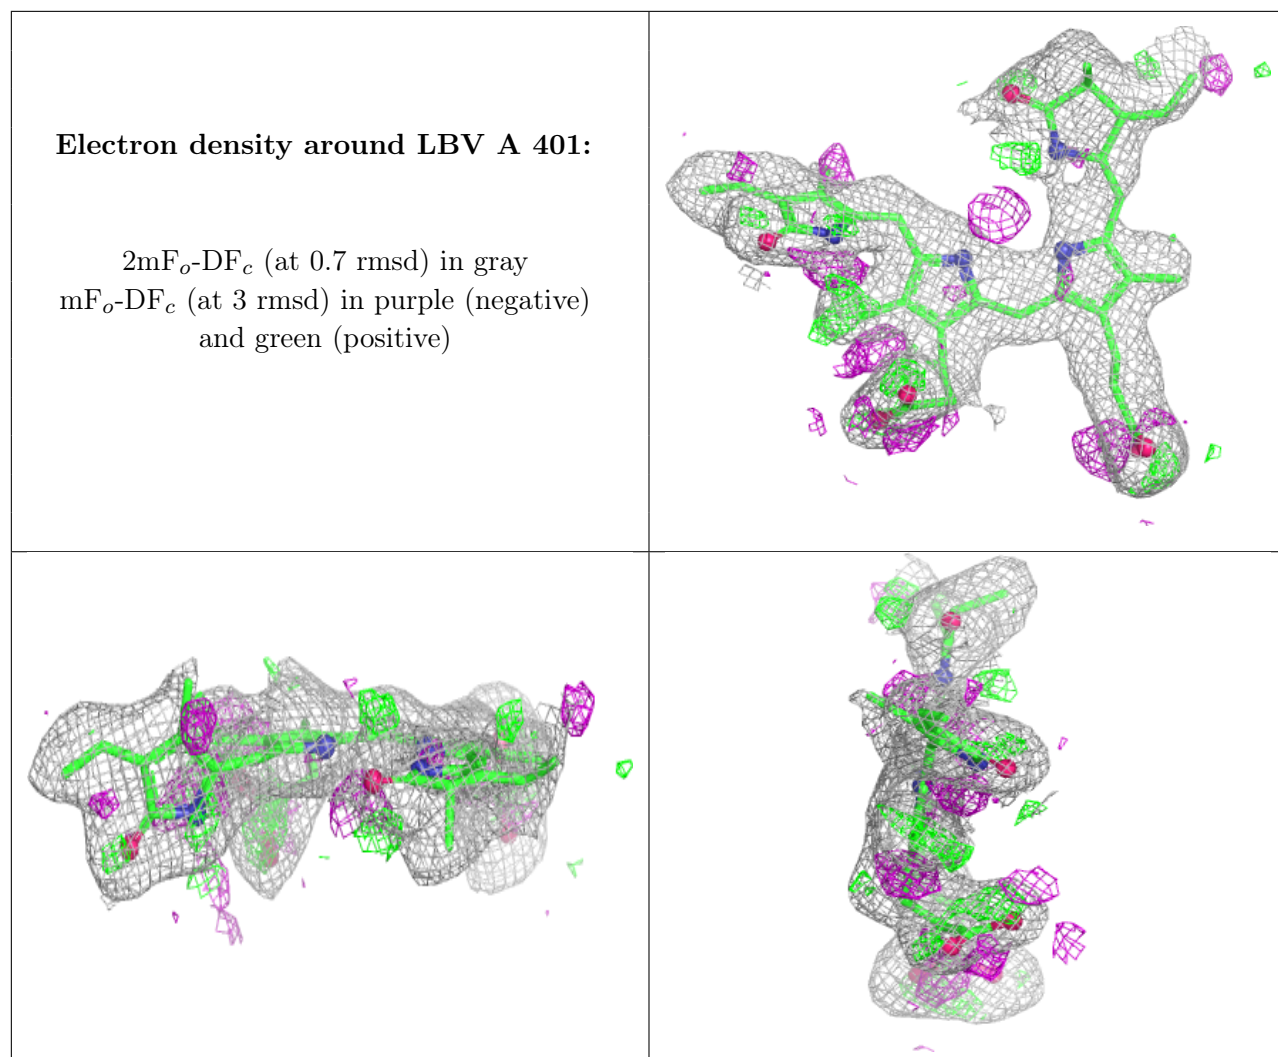 Electron density around LBV A 401:
2mFo-DFc (at 0.7 rmsd) in gray
mFo-DFc (at 3 rmsd) in purple (negative)
and green (positive)